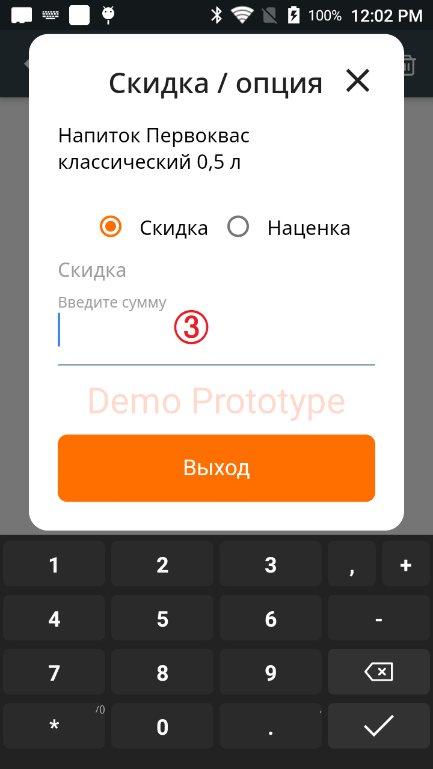 100% 12:02 PM
Скидка / опция
Напиток Первоквас
классический 0,5 л
Скидка Наценка
Скидка
Введите сумму
3
Demo Prototype
Выход
1 2 3 , +
4 5 6 -
7 8 9
* /() 0 . ,